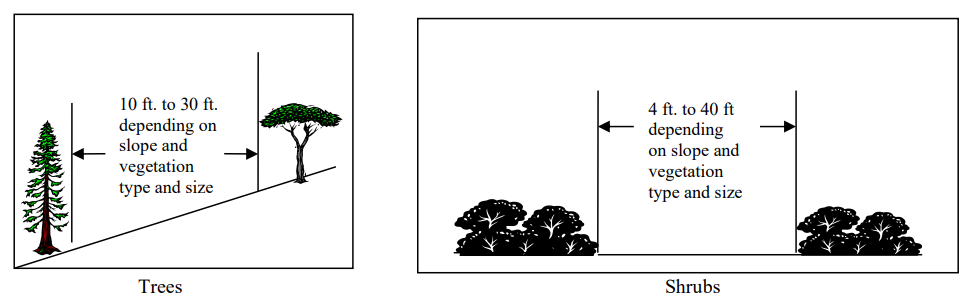 10 ft. to 30 ft.
depending on
slope and
vegetation
type and size
Trees
4 ft. to 40 ft
depending
on slope and
vegetation
type and size
Shrubs